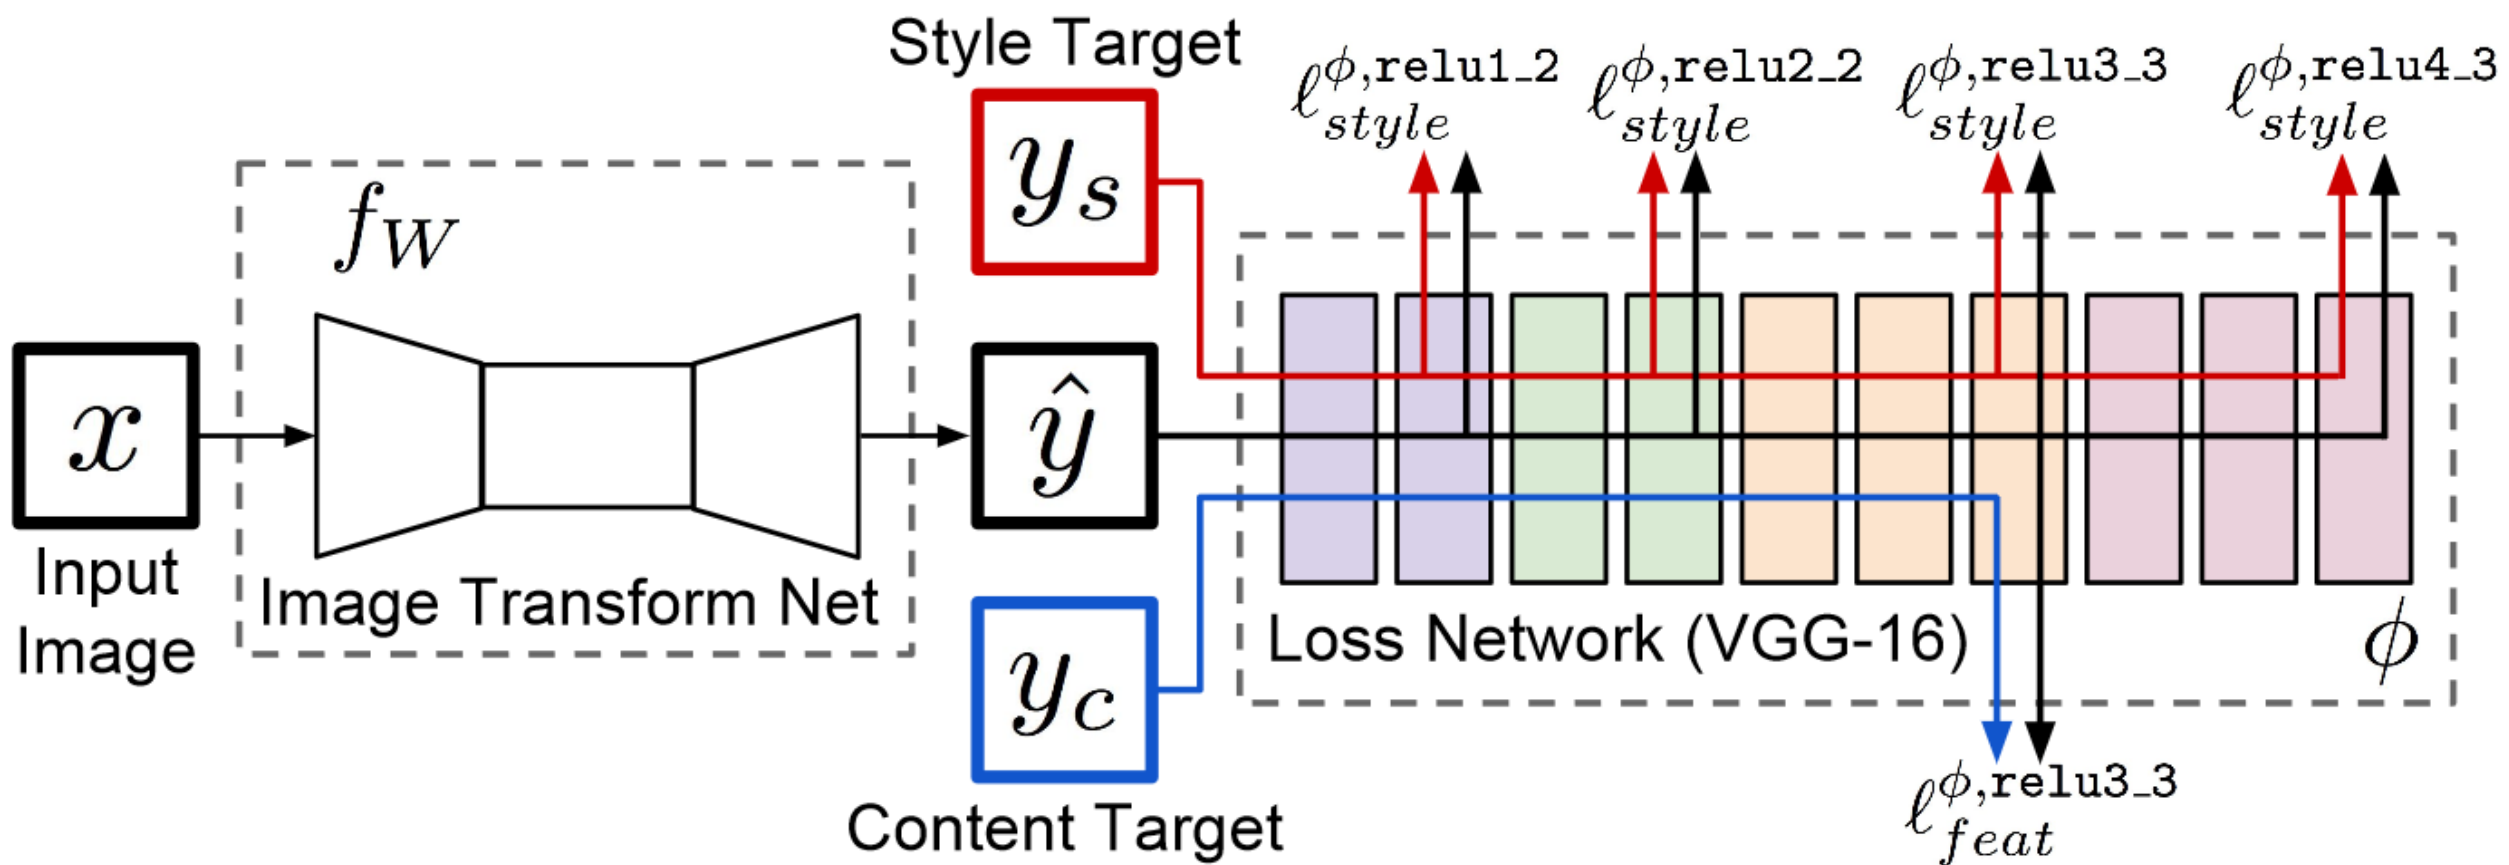 Style Target
ℓ^{ϕ,relu1_2}_{style}
ℓ^{ϕ,relu2_2}_{style}
ℓ^{ϕ,relu3_3}_{style}
ℓ^{ϕ,relu4_3}_{style}
y_s
f_W
x
ŷ
Input
Image
Image Transform Net
y_c
Loss Network (VGG-16)
ϕ
Content Target
ℓ^{ϕ,relu3_3}_{feat}